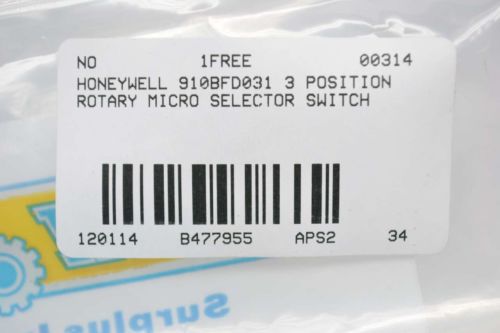 NO 1FREE 00314
HONEYWELL 910BFD031 3 POSITION
ROTARY MICRO SELECTOR SWITCH
120114 B477955 APS2 34
Surplus